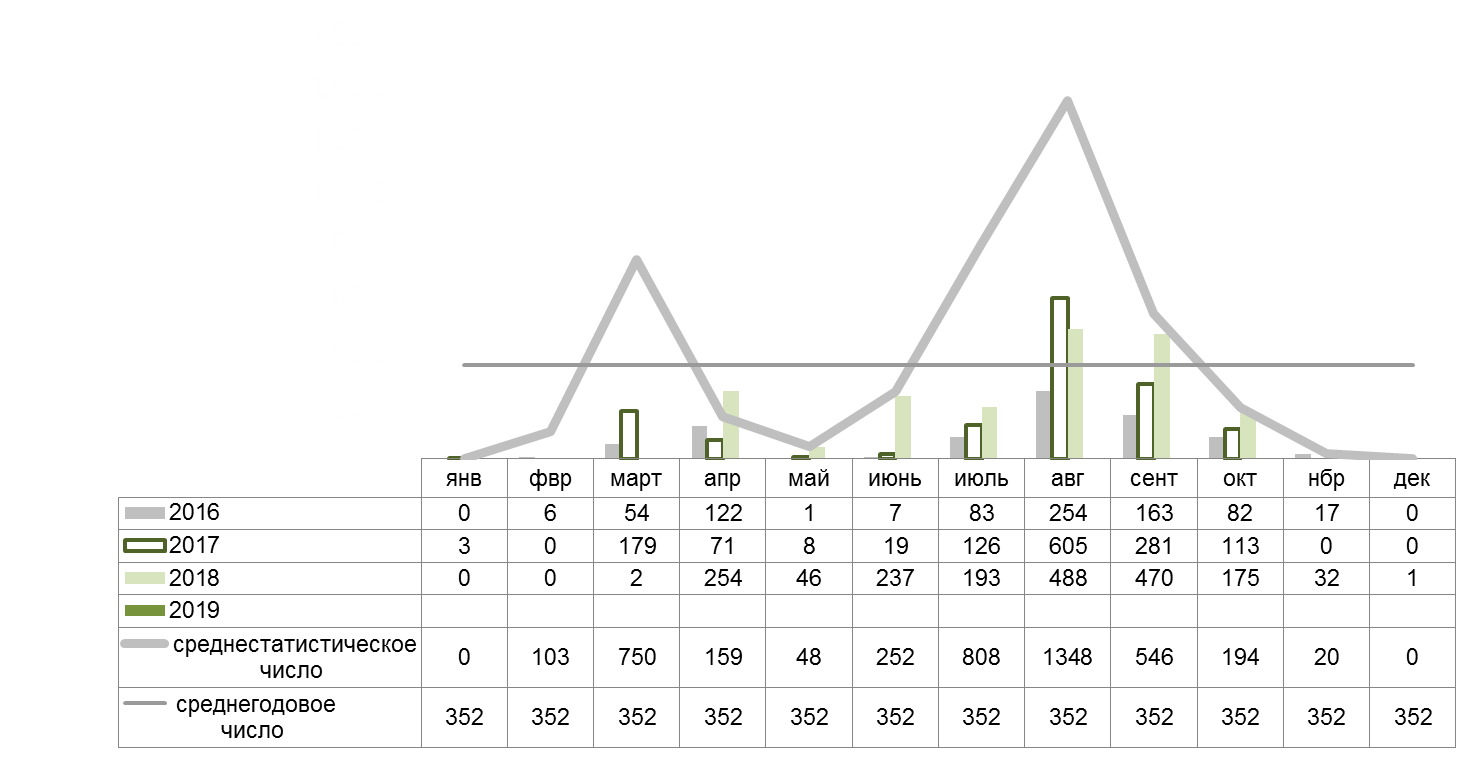 янв фвр март апр май июнь июль авг сент окт нбр дек
2016 0 6 54 122 1 7 83 254 163 82 17 0
2017 3 0 179 71 8 19 126 605 281 113 0 0
2018 0 0 2 254 46 237 193 488 470 175 32 1
2019
среднестатистическое
число 0 103 750 159 48 252 808 1348 546 194 20 0
среднегодовое
число 352 352 352 352 352 352 352 352 352 352 352 352